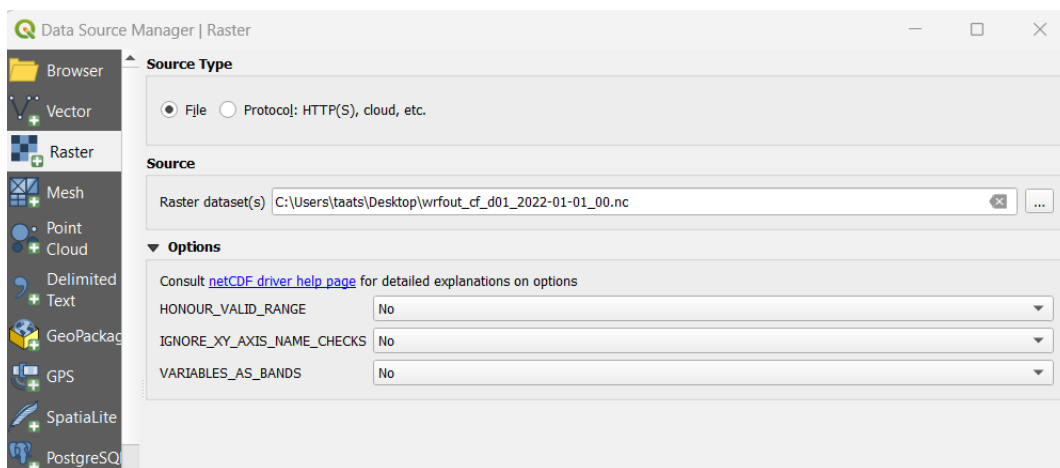 Data Source Manager | Raster
Browser
Vector
Raster
Mesh
Point
Cloud
Delimited
Text
GeoPackag
GPS
SpatiaLite
PostgreSQL
Source Type
File
Protocol: HTTP(S), cloud, etc.
Source
Raster dataset(s) C:\Users\taats\Desktop\wrfout_cf_d01_2022-01-01_00.nc ...
Options
Consult netCDF driver help page for detailed explanations on options
HONOUR_VALID_RANGE No
IGNORE_XY_AXIS_NAME_CHECKS No
VARIABLES_AS_BANDS No